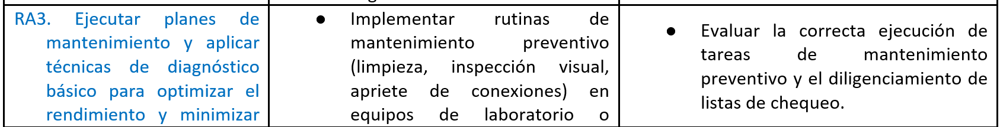 RA3. Ejecutar planes de
mantenimiento y aplicar
técnicas de diagnóstico
básico para optimizar el
rendimiento y minimizar
● Implementar rutinas de
mantenimiento preventivo
(limpieza, inspección visual,
apriete de conexiones) en
equipos de laboratorio o
● Evaluar la correcta ejecución de
tareas de mantenimiento
preventivo y el diligenciamiento de
listas de chequeo.